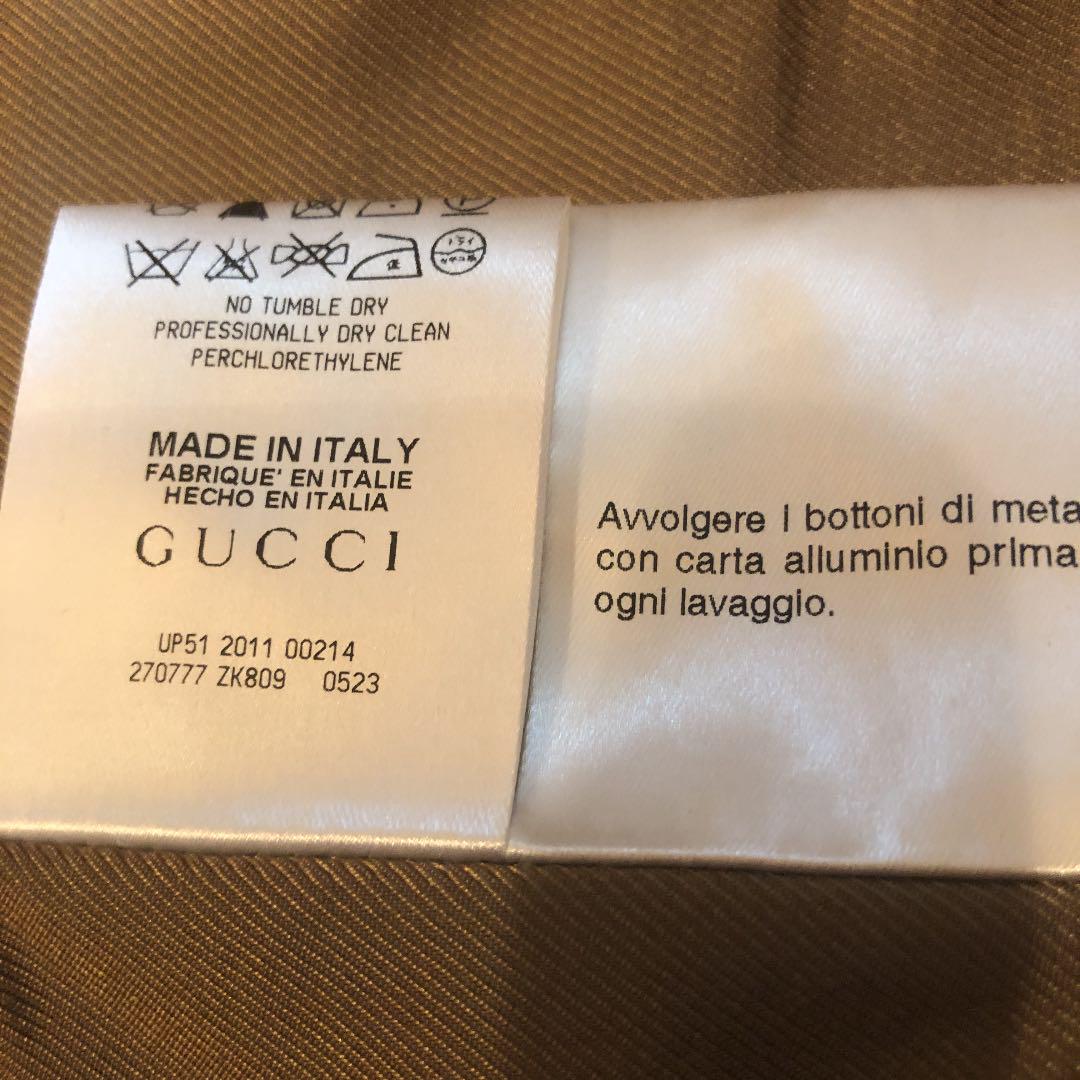 NO TUMBLE DRY
PROFESSIONALLY DRY CLEAN
PERCHLORETHYLENE
MADE IN ITALY
FABRIQUE' EN ITALIE
HECHO EN ITALIA
GUCCI
UP51 2011 00214
270777 ZK809 0523
Avvolgere i bottoni di meta
con carta alluminio prima
ogni lavaggio.